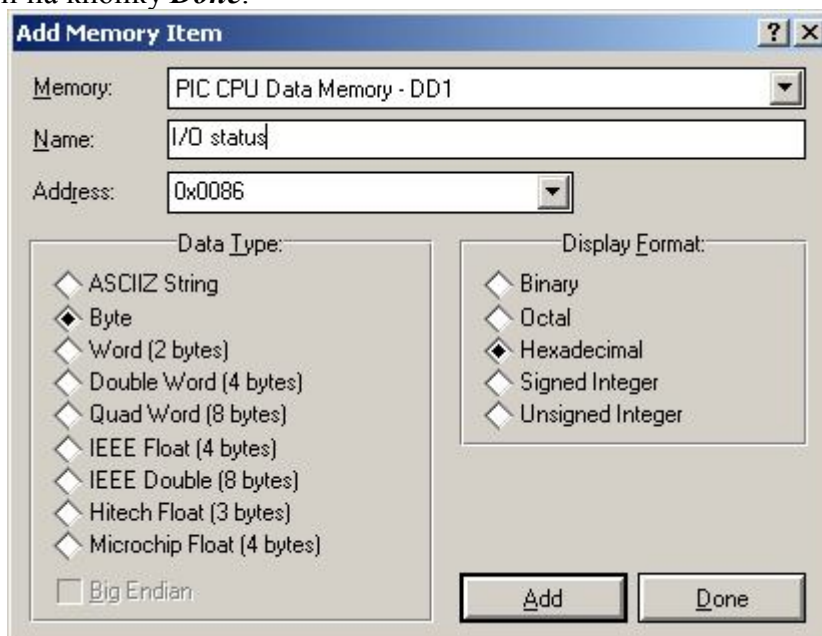 на кнопку Done.
Add Memory Item
Memory: PIC CPU Data Memory - DD1
Name: I/O status
Address: 0x0086
Data Type:
ASCIIZ String
Byte
Word (2 bytes)
Double Word (4 bytes)
Quad Word (8 bytes)
IEEE Float (4 bytes)
IEEE Double (8 bytes)
Hitech Float (3 bytes)
Microchip Float (4 bytes)
Big Endian
Display Format:
Binary
Octal
Hexadecimal
Signed Integer
Unsigned Integer
Add
Done